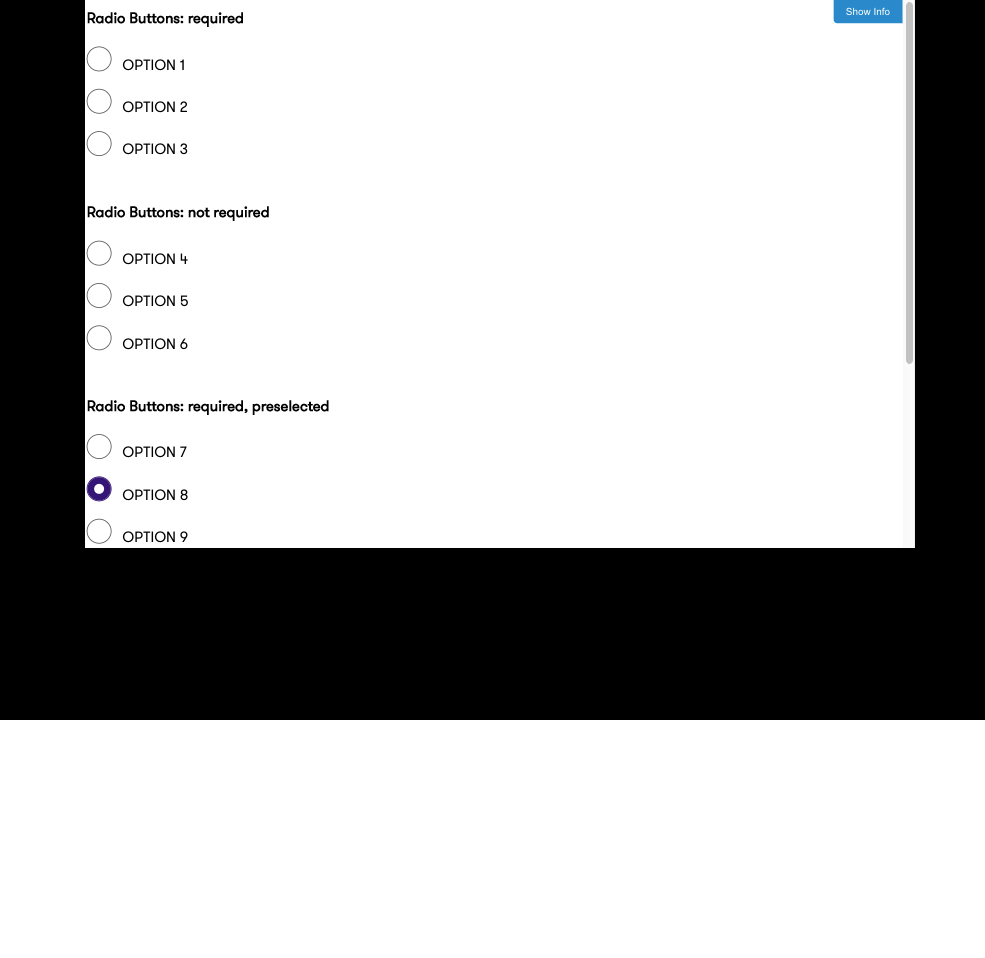 Radio Buttons: required
Show Info
OPTION 1
OPTION 2
OPTION 3
Radio Buttons: not required
OPTION 4
OPTION 5
OPTION 6
Radio Buttons: required, preselected
OPTION 7
OPTION 8
OPTION 9